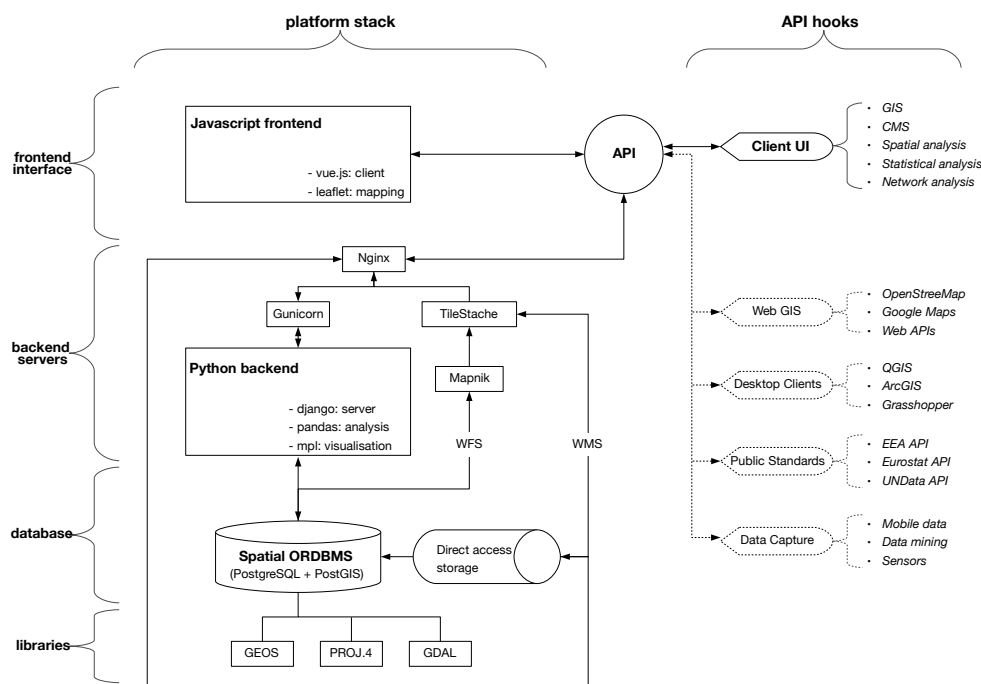 platform stack
API hooks
frontend
interface
Javascript frontend
- vue.js: client
- leaflet: mapping
API
Client UI
• GIS
• CMS
• Spatial analysis
• Statistical analysis
• Network analysis
backend
servers
Nginx
Gunicorn
TileStache
Python backend
- django: server
- pandas: analysis
- mpl: visualisation
Mapnik
WFS
WMS
Web GIS
• OpenStreeMap
• Google Maps
• Web APIs
Desktop Clients
• QGIS
• ArcGIS
• Grasshopper
Public Standards
• EEA API
• Eurostat API
• UNData API
database
Spatial ORDBMS
(PostgreSQL + PostGIS)
Direct access
storage
Data Capture
• Mobile data
• Data mining
• Sensors
libraries
GEOS
PROJ.4
GDAL